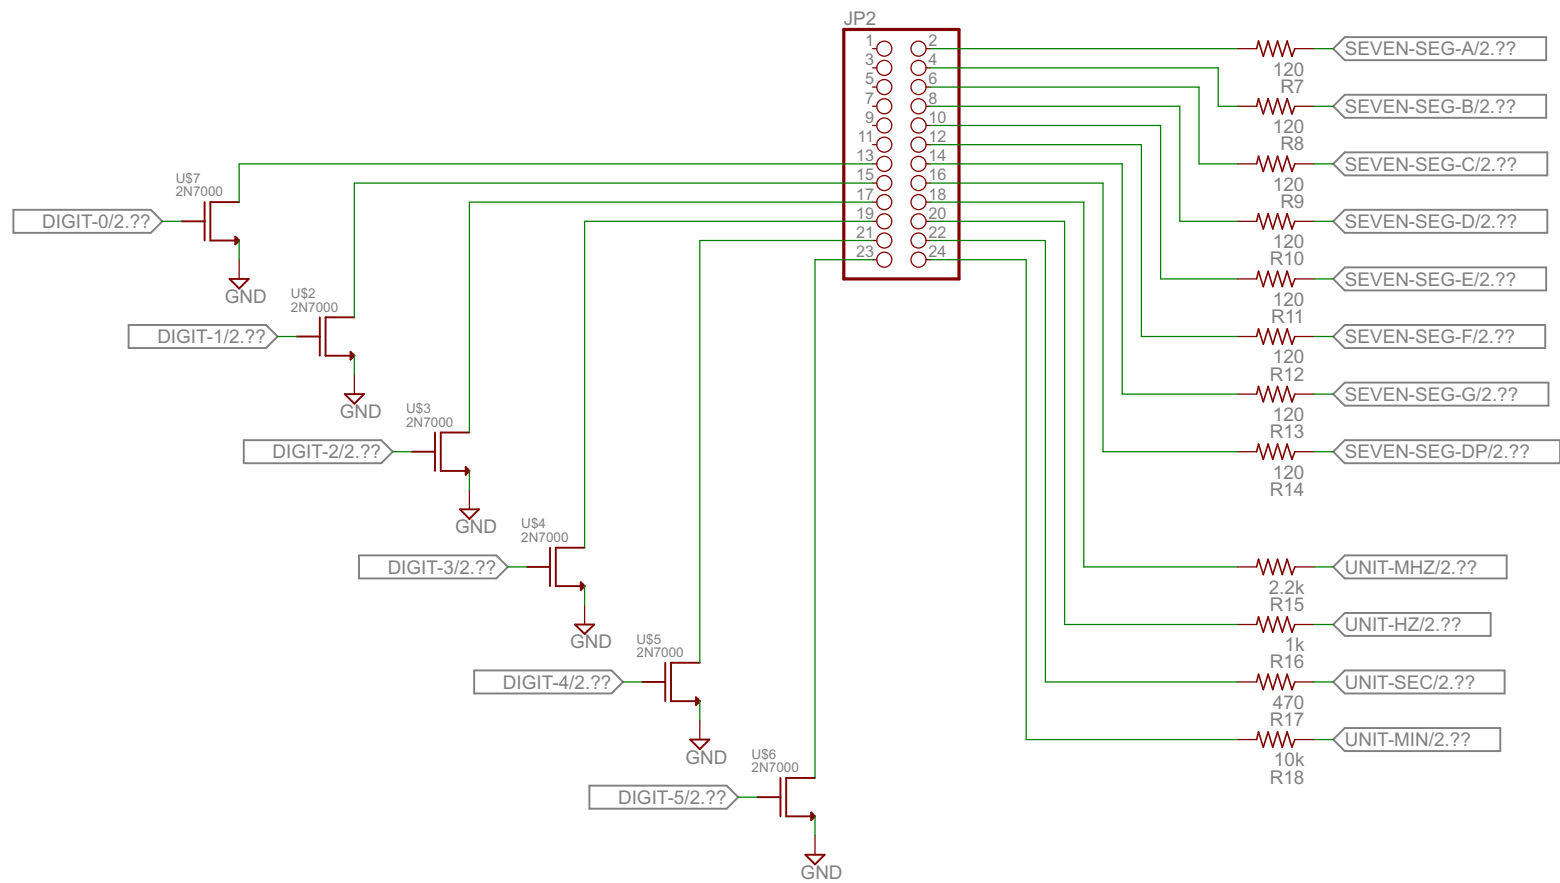 JP2
1 2
3 4
5 6
7 8
9 10
11 12
13 14
15 16
17 18
19 20
21 22
23 24
SEVEN-SEG-A/2.??
120
R7
SEVEN-SEG-B/2.??
120
R8
SEVEN-SEG-C/2.??
120
R9
SEVEN-SEG-D/2.??
120
R10
SEVEN-SEG-E/2.??
120
R11
SEVEN-SEG-F/2.??
120
R12
SEVEN-SEG-G/2.??
120
R13
SEVEN-SEG-DP/2.??
120
R14
UNIT-MHZ/2.??
2.2k
R15
UNIT-HZ/2.??
1k
R16
UNIT-SEC/2.??
470
R17
UNIT-MIN/2.??
10k
R18
U$7
2N7000
DIGIT-0/2.??
GND
U$2
2N7000
DIGIT-1/2.??
GND
U$3
2N7000
DIGIT-2/2.??
GND
U$4
2N7000
DIGIT-3/2.??
GND
U$5
2N7000
DIGIT-4/2.??
GND
U$6
2N7000
DIGIT-5/2.??
GND